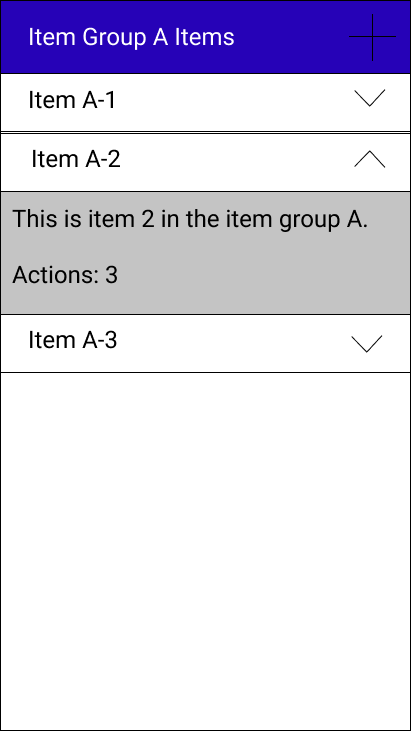 Item Group A Items
Item A-1
Item A-2
This is item 2 in the item group A.
Actions: 3
Item A-3